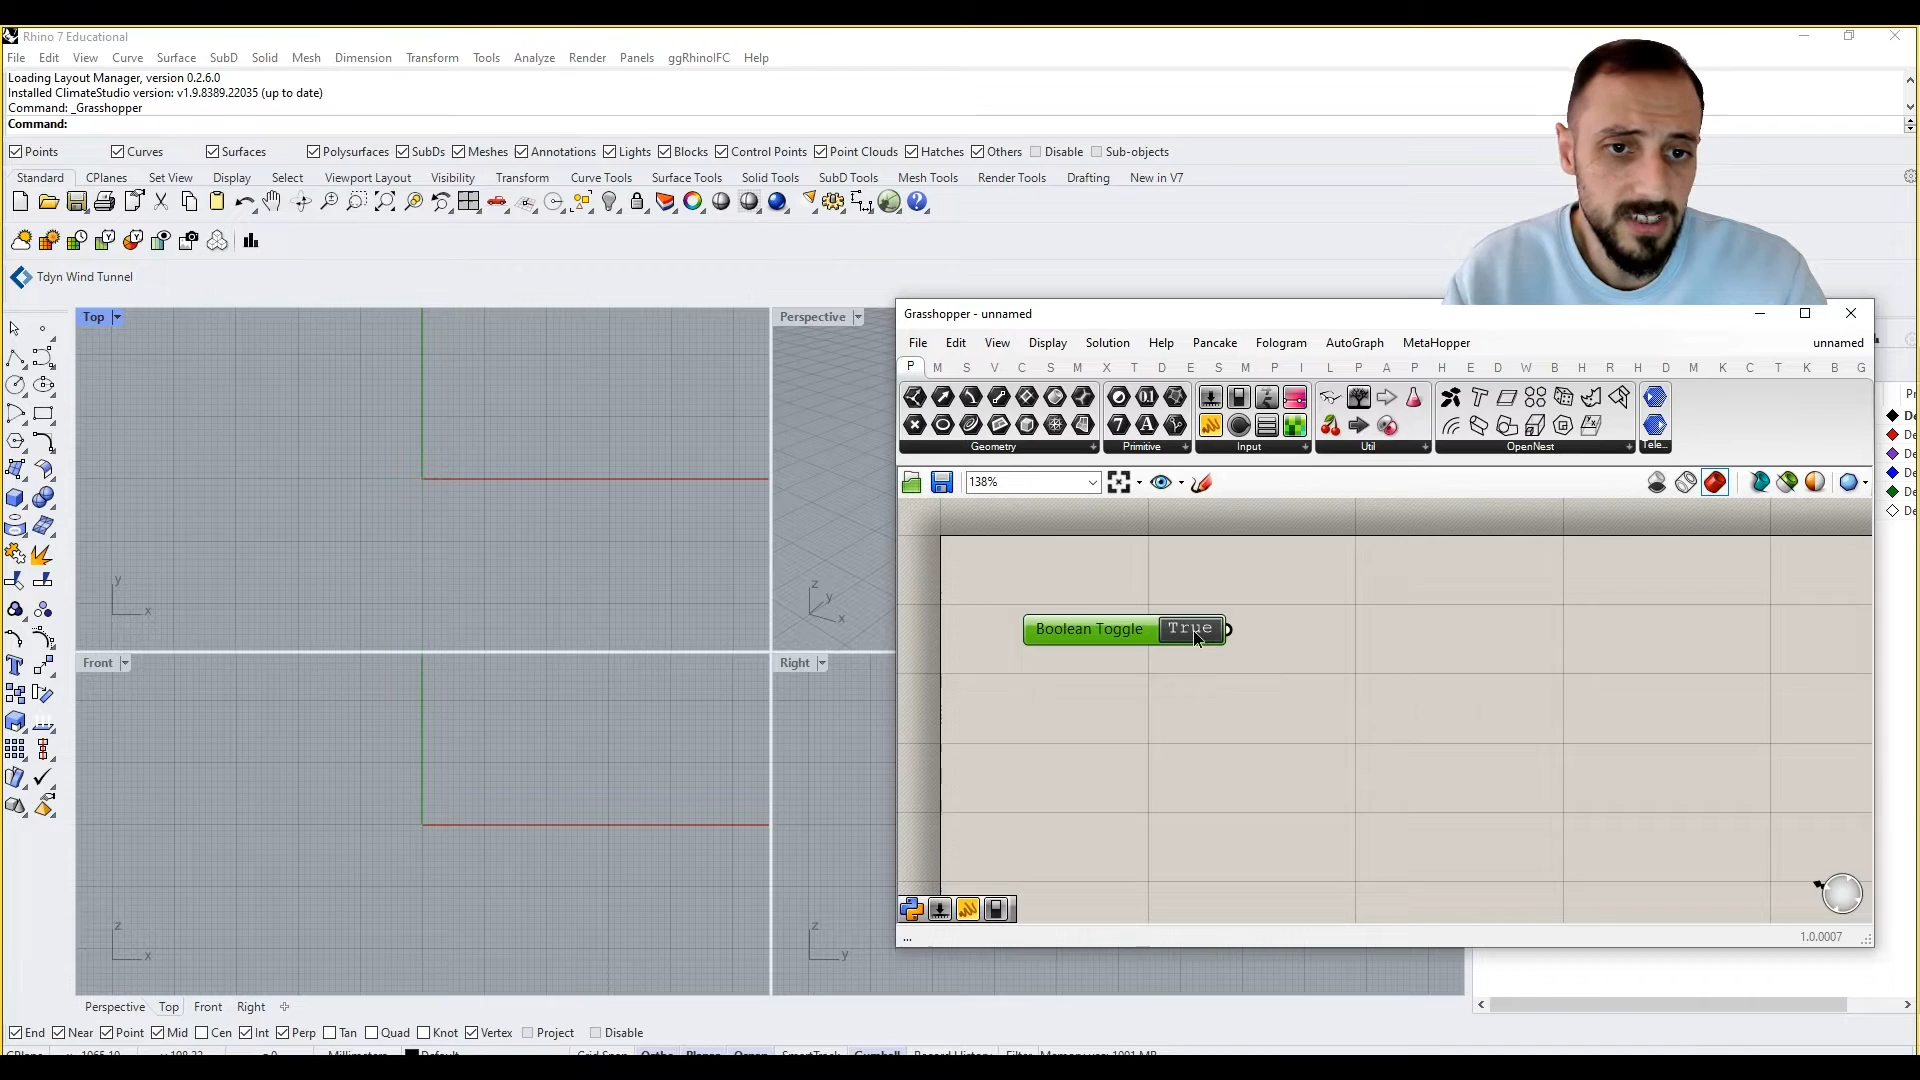 Rhino 7 Educational
File Edit View Curve Surface SubD Solid Mesh Dimension Transform Tools Analyze Render Panels ggRhinoIFC Help
Loading Layout Manager, version 0.2.6.0
Installed ClimateStudio version: v1.9.8389.22035 (up to date)
Command: _Grasshopper
Command:
Points Curves Surfaces Polysurfaces SubDs Meshes Annotations Lights Blocks Control Points Point Clouds Hatches Others Disable Sub-objects
Standard CPlanes Set View Display Select Viewport Layout Visibility Transform Curve Tools Surface Tools Solid Tools SubD Tools Mesh Tools Render Tools Drafting New in V7
Tdyn Wind Tunnel
Top
Perspective
Grasshopper - unnamed
File Edit View Display Solution Help Pancake Fologram AutoGraph MetaHopper unnamed
P M S V C S M X T D E S M P I L P A P H E D W B H R H D M K C T K B G
Geometry Primitive Input Util OpenNest Tele...
138%
Boolean Toggle True
y
x
z
y
x
Front
Right
z
x
z
y
...
1.0.0007
Perspective Top Front Right
End Near Point Mid Cen Int Perp Tan Quad Knot Vertex Project Disable